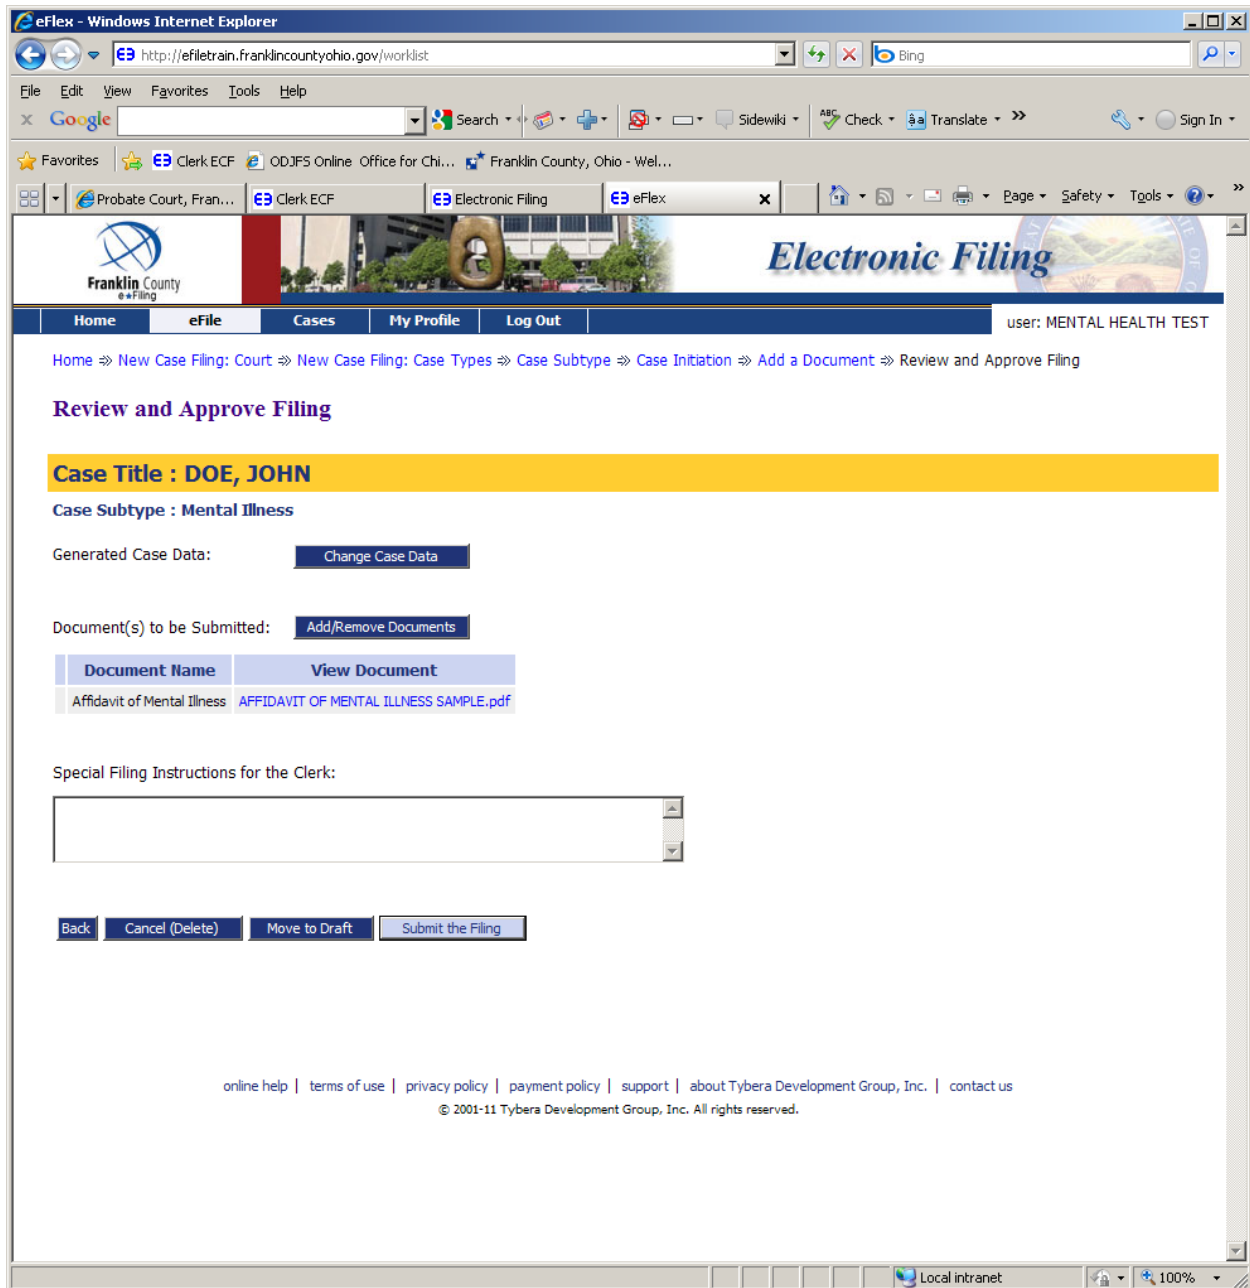 eFlex - Windows Internet Explorer
http://efiletrain.franklincountyohio.gov/worklist
Bing
File Edit View Favorites Tools Help
x Google Search Sidewiki ABC Check âa Translate » Sign In
Favorites Clerk ECF ODJFS Online Office for Chi... Franklin County, Ohio - Wel...
Probate Court, Fran... Clerk ECF Electronic Filing eFlex x Page Safety Tools »
Franklin County
e★Filing
Electronic Filing
Home eFile Cases My Profile Log Out user: MENTAL HEALTH TEST
Home ⇒ New Case Filing: Court ⇒ New Case Filing: Case Types ⇒ Case Subtype ⇒ Case Initiation ⇒ Add a Document ⇒ Review and Approve Filing
Review and Approve Filing
Case Title : DOE, JOHN
Case Subtype : Mental Illness
Generated Case Data: Change Case Data
Document(s) to be Submitted: Add/Remove Documents
Document Name View Document
Affidavit of Mental Illness AFFIDAVIT OF MENTAL ILLNESS SAMPLE.pdf
Special Filing Instructions for the Clerk:
Back Cancel (Delete) Move to Draft Submit the Filing
online help | terms of use | privacy policy | payment policy | support | about Tybera Development Group, Inc. | contact us
© 2001-11 Tybera Development Group, Inc. All rights reserved.
Local intranet 100%